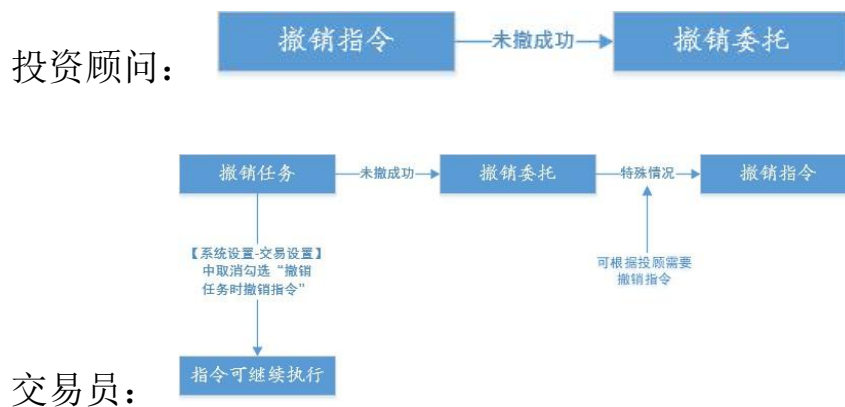 撤销指令
未撤成功
撤销委托
投资顾问：
撤销任务
未撤成功
撤销委托
特殊情况
撤销指令
【系统设置-交易设置】
中取消勾选“撤销
任务时撤销指令”
可根据投顾需要
撤销指令
指令可继续执行
交易员：